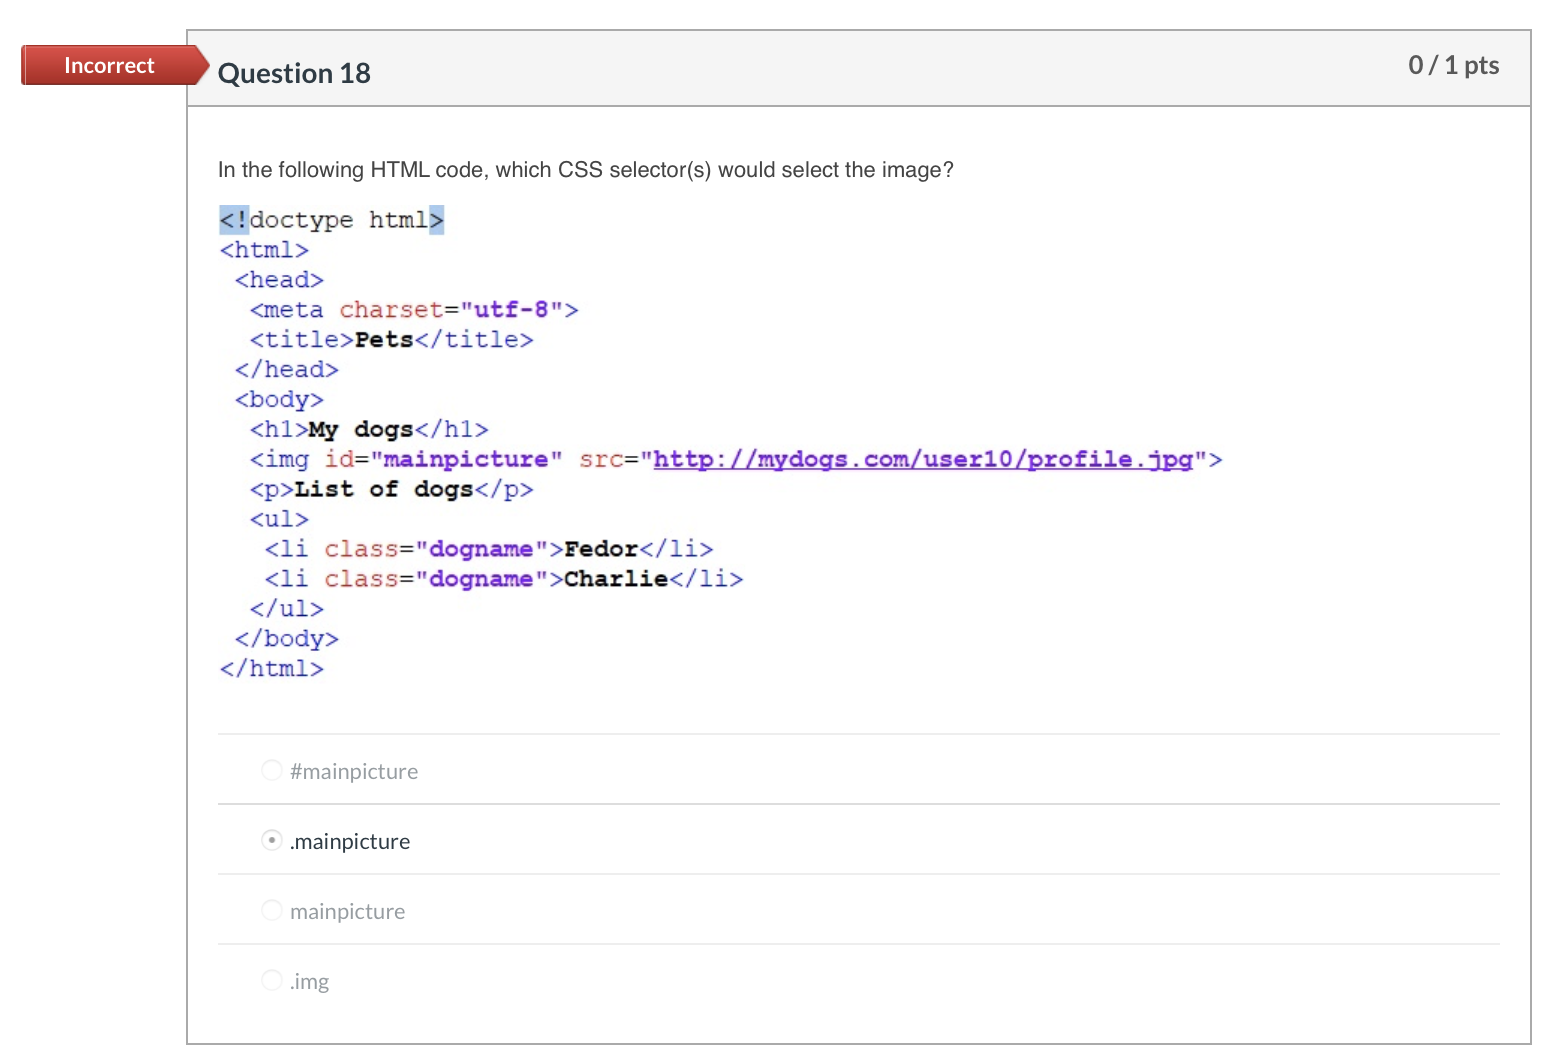 Incorrect
Question 18
0 / 1 pts
In the following HTML code, which CSS selector(s) would select the image?
<!doctype html>
<html>
<head>
<meta charset="utf-8">
<title>Pets</title>
</head>
<body>
<h1>My dogs</h1>
<img id="mainpicture" src="http://mydogs.com/user10/profile.jpg">
<p>List of dogs</p>
<ul>
<li class="dogname">Fedor</li>
<li class="dogname">Charlie</li>
</ul>
</body>
</html>
#mainpicture
.mainpicture
mainpicture
.img